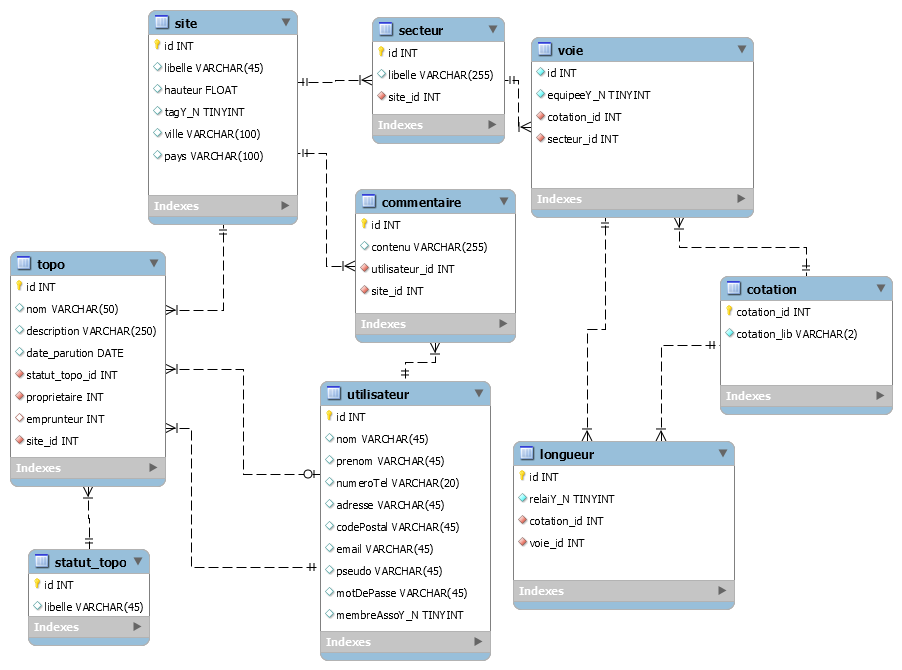 site
id INT
libelle VARCHAR(45)
hauteur FLOAT
tagY_N TINYINT
ville VARCHAR(100)
pays VARCHAR(100)
Indexes
secteur
id INT
libelle VARCHAR(255)
site_id INT
Indexes
voie
id INT
equipeeY_N TINYINT
cotation_id INT
secteur_id INT
Indexes
commentaire
id INT
contenu VARCHAR(255)
utilisateur_id INT
site_id INT
Indexes
topo
id INT
nom VARCHAR(50)
description VARCHAR(250)
date_parution DATE
statut_topo_id INT
proprietaire INT
emprunteur INT
site_id INT
Indexes
cotation
cotation_id INT
cotation_lib VARCHAR(2)
Indexes
utilisateur
id INT
nom VARCHAR(45)
prenom VARCHAR(45)
numeroTel VARCHAR(20)
adresse VARCHAR(45)
codePostal VARCHAR(45)
email VARCHAR(45)
pseudo VARCHAR(45)
motDePasse VARCHAR(45)
membreAssoY_N TINYINT
Indexes
longueur
id INT
relaiY_N TINYINT
cotation_id INT
voie_id INT
Indexes
statut_topo
id INT
libelle VARCHAR(45)
Indexes